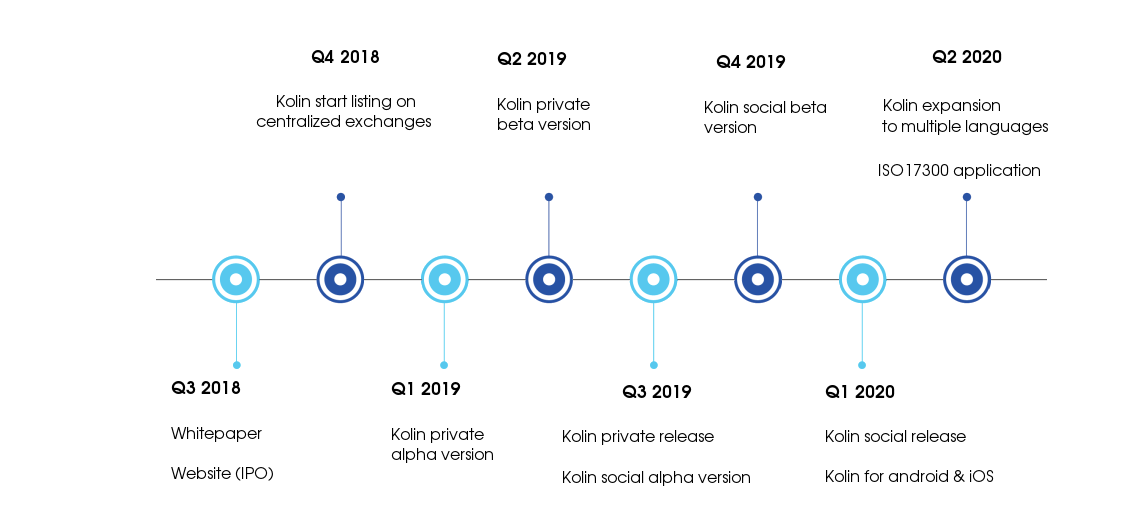 Q4 2018
Kolin start listing on
centralized exchanges
Q2 2019
Kolin private
beta version
Q4 2019
Kolin social beta
version
Q2 2020
Kolin expansion
to multiple languages
ISO17300 application
Q3 2018
Whitepaper
Website (IPO)
Q1 2019
Kolin private
alpha version
Q3 2019
Kolin private release
Kolin social alpha version
Q1 2020
Kolin social release
Kolin for android & iOS